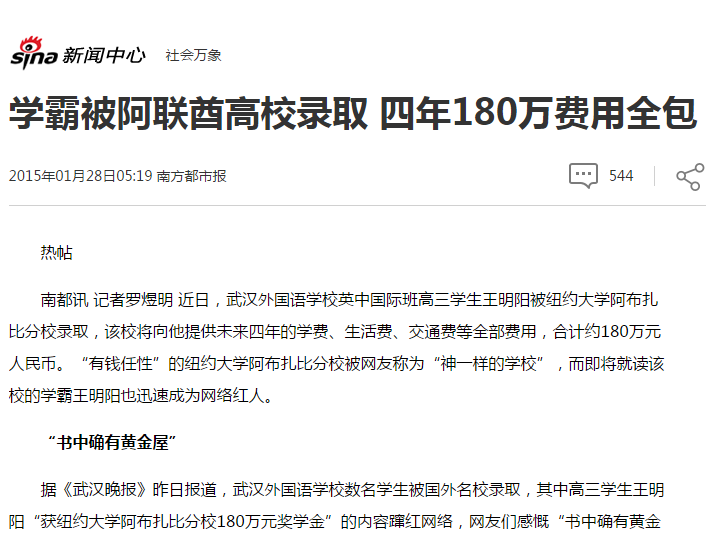 sina 新闻中心 社会万象
学霸被阿联酋高校录取 四年180万费用全包
2015年01月28日05:19 南方都市报 544
热帖
南都讯 记者罗煜明 近日，武汉外国语学校英中国际班高三学生王明阳被纽约大学阿布扎
比分校录取，该校将向他提供未来四年的学费、生活费、交通费等全部费用，合计约180万元
人民币。“有钱任性”的纽约大学阿布扎比分校被网友称为“神一样的学校”，而即将就读该
校的学霸王明阳也迅速成为网络红人。
“书中确有黄金屋”
据《武汉晚报》昨日报道，武汉外国语学校数名学生被国外名校录取，其中高三学生王明
阳“获纽约大学阿布扎比分校180万元奖学金”的内容蹿红网络，网友们感慨“书中确有黄金